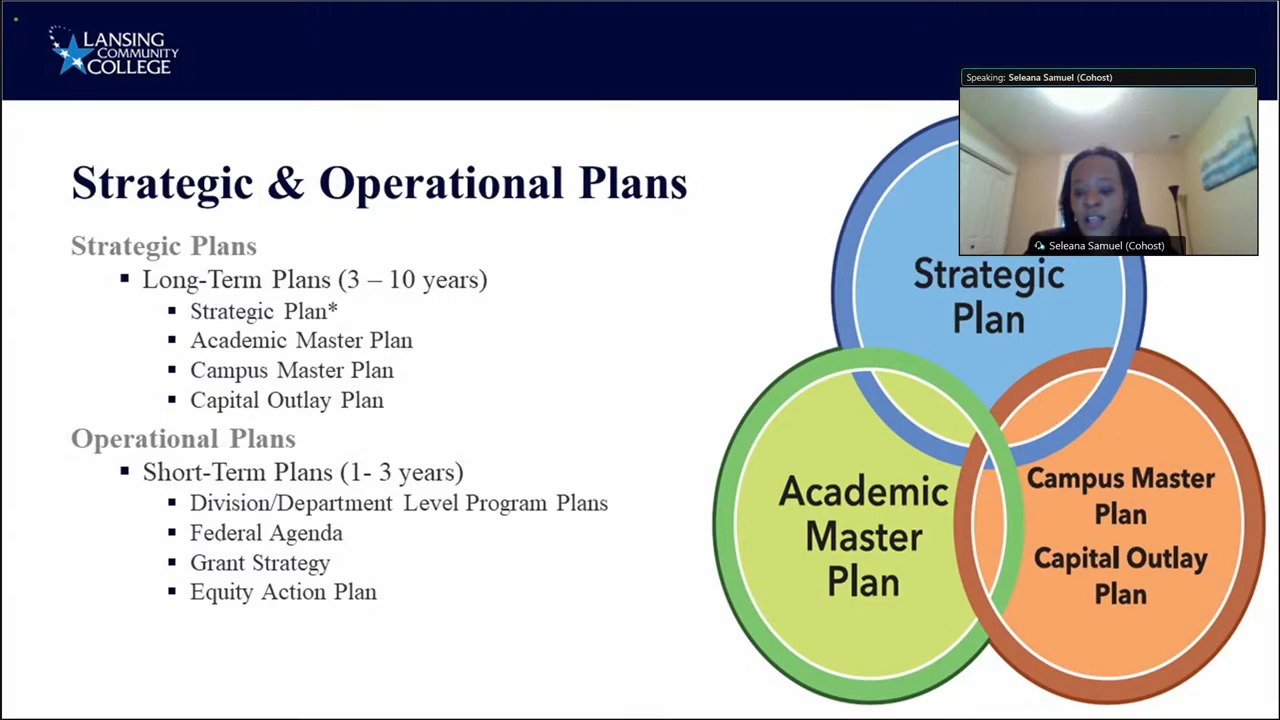 LANSING
COMMUNITY
COLLEGE
Speaking: Seleana Samuel (Cohost)
Seleana Samuel (Cohost)
Strategic & Operational Plans
Strategic Plans
▪ Long-Term Plans (3 – 10 years)
▪ Strategic Plan*
▪ Academic Master Plan
▪ Campus Master Plan
▪ Capital Outlay Plan
Operational Plans
▪ Short-Term Plans (1- 3 years)
▪ Division/Department Level Program Plans
▪ Federal Agenda
▪ Grant Strategy
▪ Equity Action Plan
Strategic
Plan
Academic
Master
Plan
Campus Master
Plan
Capital Outlay
Plan